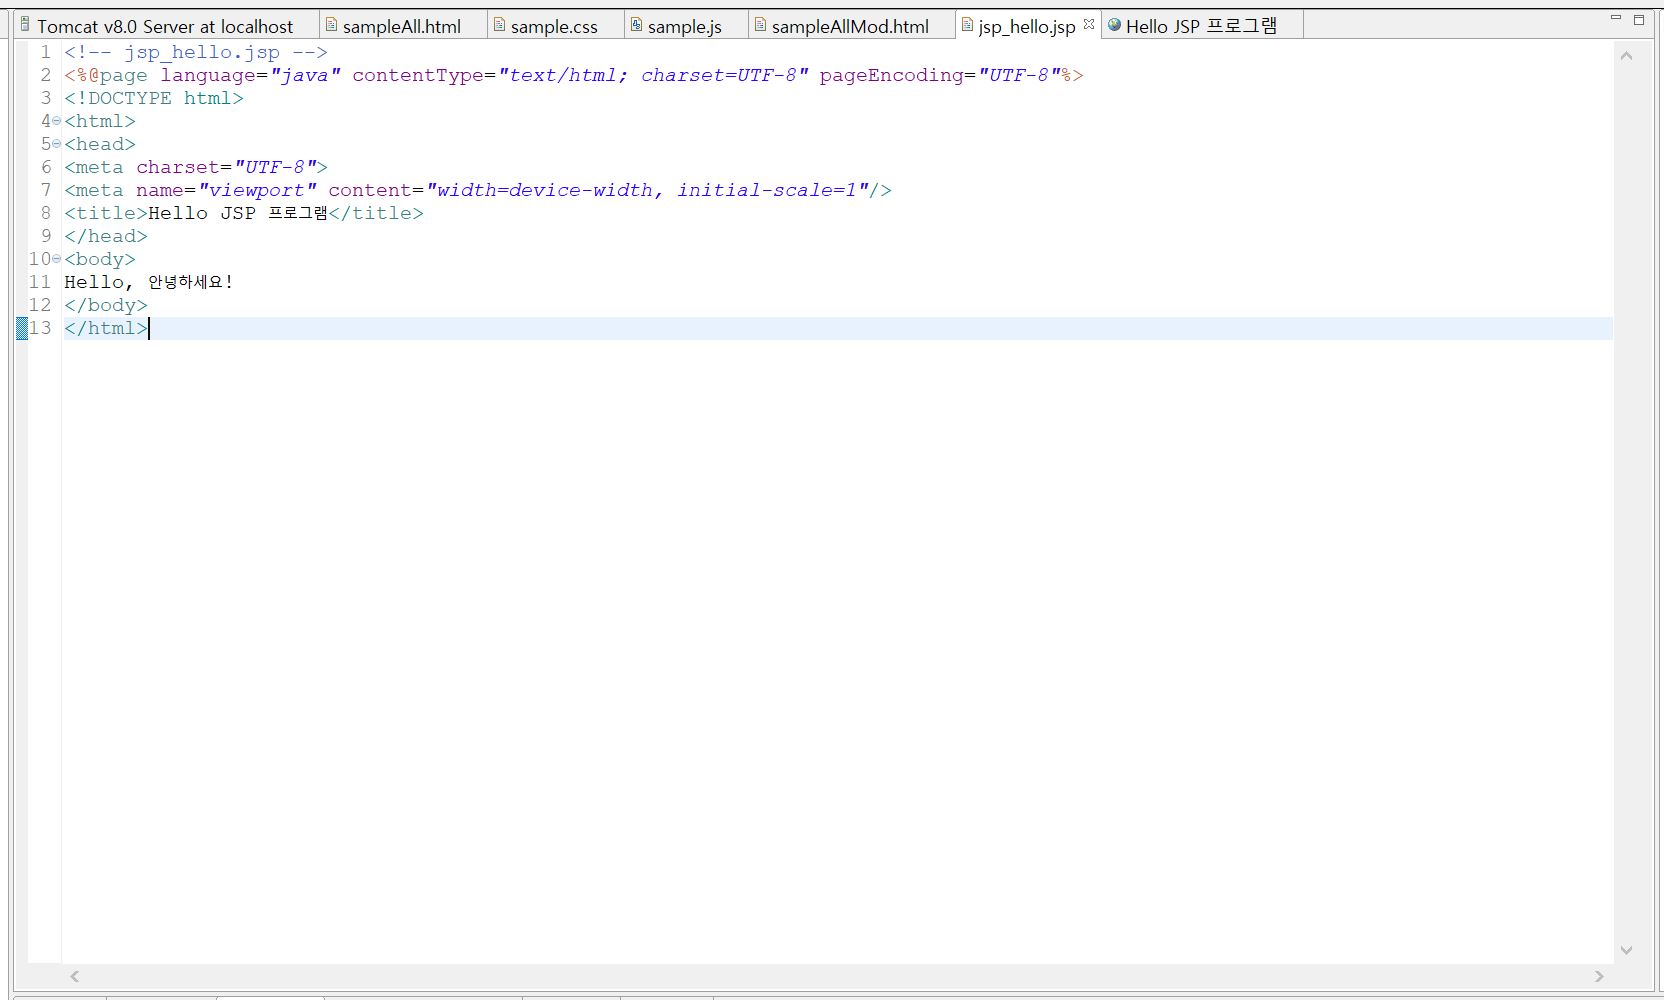 Tomcat v8.0 Server at localhost sampleAll.html sample.css sample.js sampleAllMod.html jsp_hello.jsp Hello JSP 프로그램
1 <!-- jsp_hello.jsp -->
2 <%@page language="java" contentType="text/html; charset=UTF-8" pageEncoding="UTF-8"%>
3 <!DOCTYPE html>
4 <html>
5 <head>
6 <meta charset="UTF-8">
7 <meta name="viewport" content="width=device-width, initial-scale=1"/>
8 <title>Hello JSP 프로그램</title>
9 </head>
10 <body>
11 Hello, 안녕하세요!
12 </body>
13 </html>